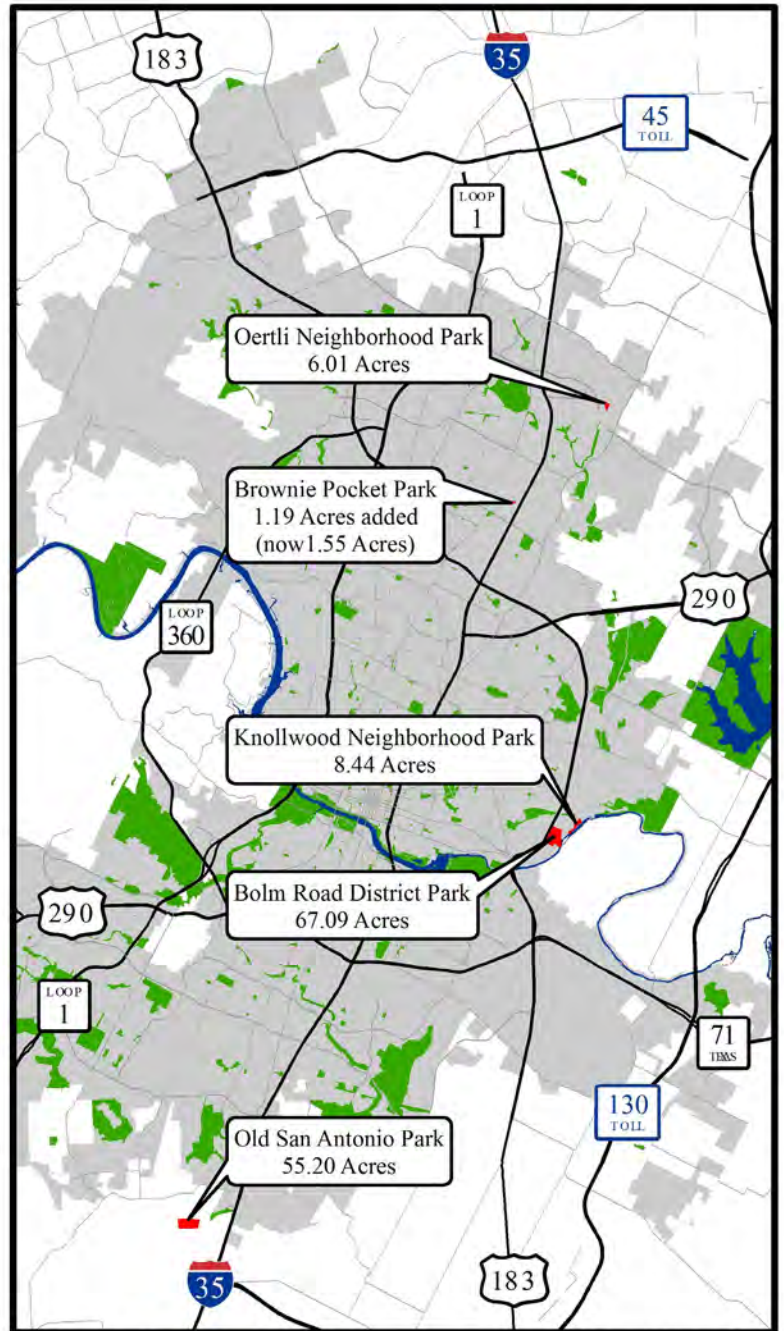 183
35
45
TOLL
LOOP
1
Oertli Neighborhood Park
6.01 Acres
Brownie Pocket Park
1.19 Acres added
(now1.55 Acres)
290
LOOP
360
Knollwood Neighborhood Park
8.44 Acres
Bolm Road District Park
67.09 Acres
290
LOOP
1
71
TEXAS
130
TOLL
Old San Antonio Park
55.20 Acres
35
183